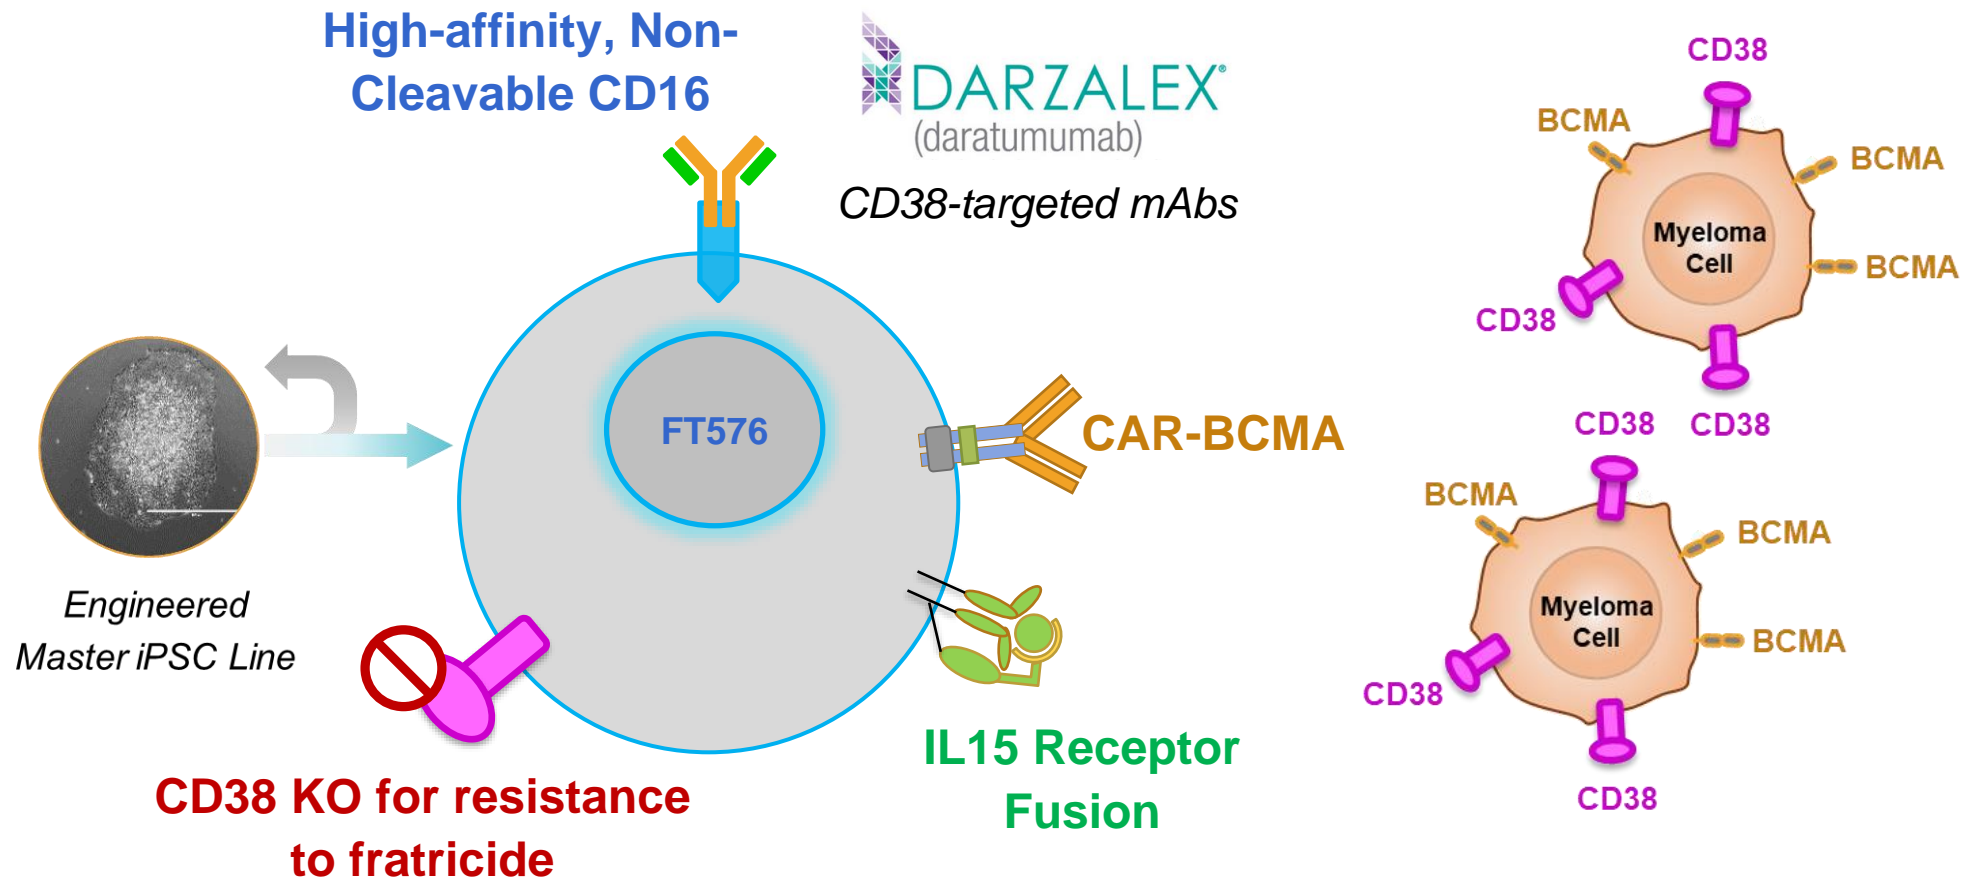 High-affinity, Non-
Cleavable CD16
DARZALEX®
(daratumumab)
CD38-targeted mAbs
FT576
CAR-BCMA
Engineered
Master iPSC Line
IL15 Receptor
Fusion
CD38 KO for resistance
to fratricide
CD38
BCMA
BCMA
Myeloma
Cell
BCMA
CD38
CD38
CD38
BCMA
BCMA
Myeloma
Cell
BCMA
CD38
CD38